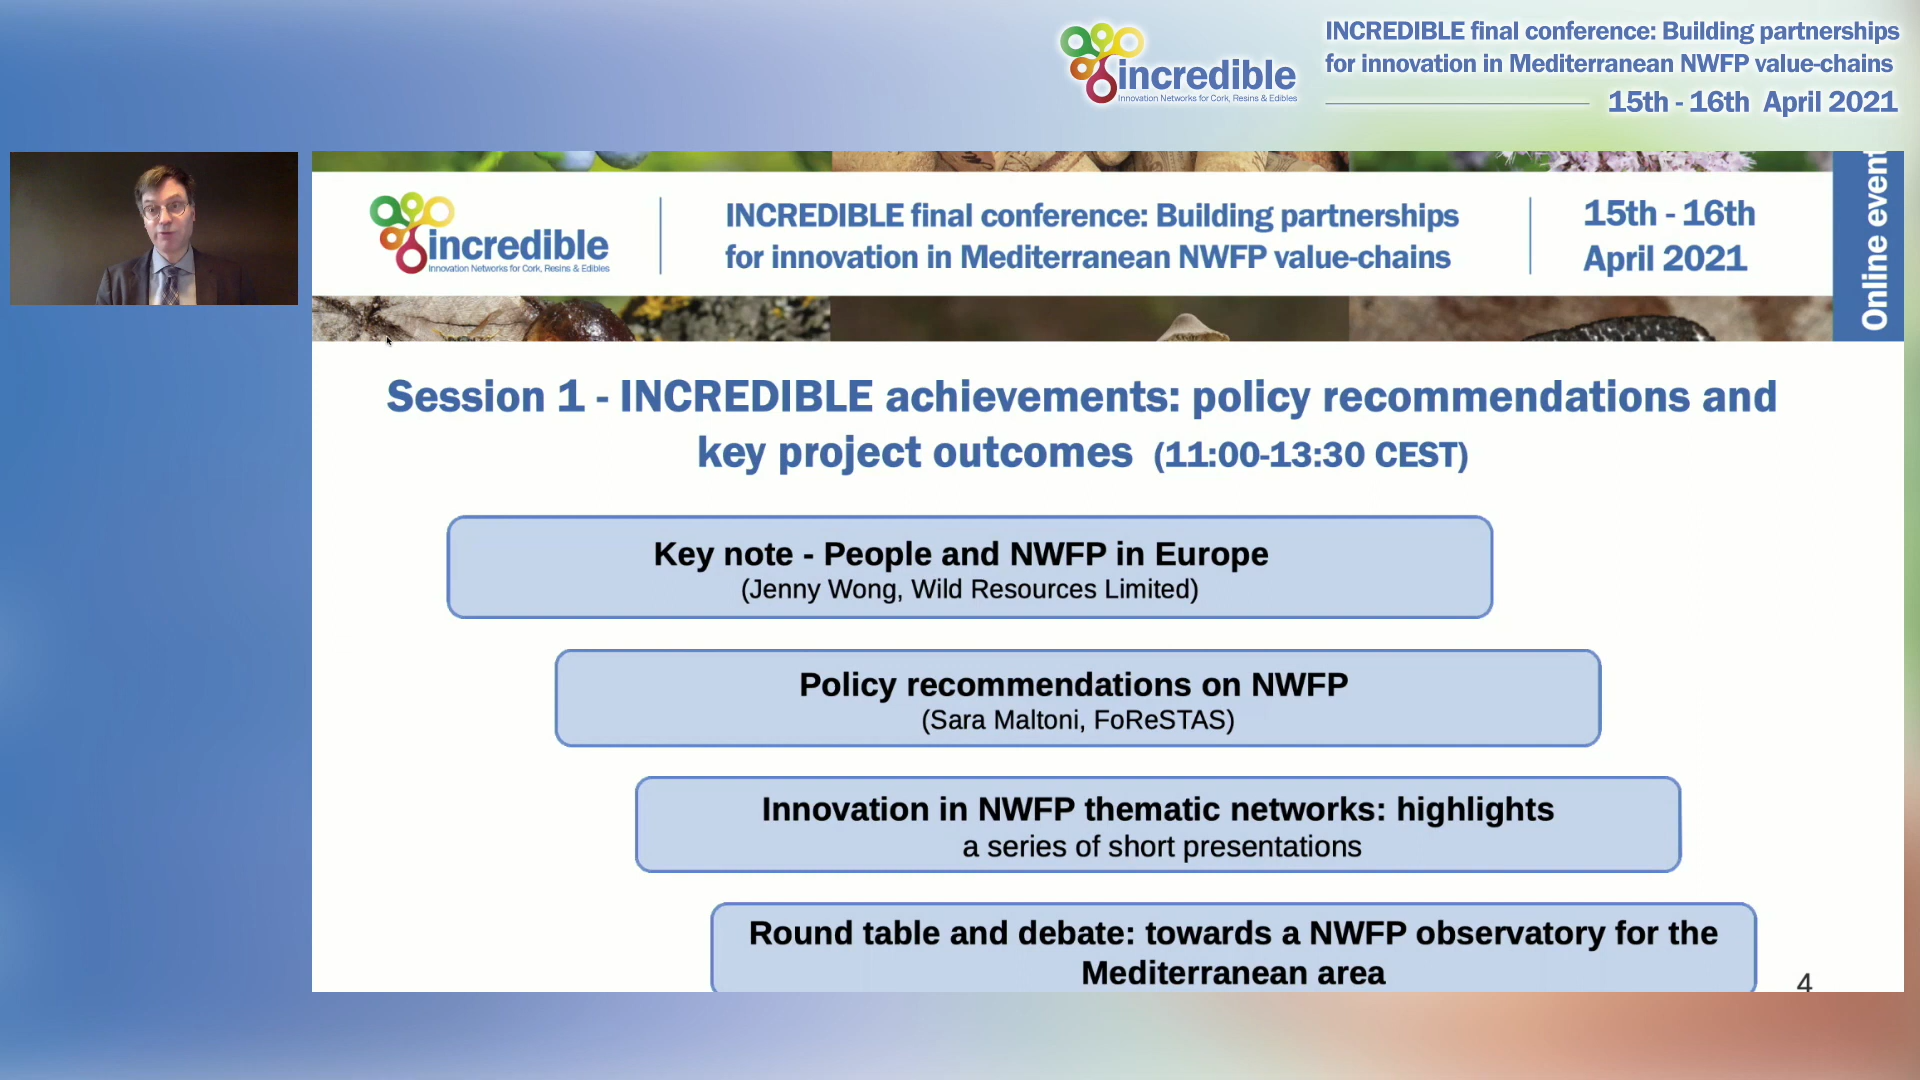 incredible
Innovation Networks for Cork, Resins & Edibles
INCREDIBLE final conference: Building partnerships
for innovation in Mediterranean NWFP value-chains
15th - 16th April 2021
incredible
Innovation Networks for Cork, Resins & Edibles
INCREDIBLE final conference: Building partnerships
for innovation in Mediterranean NWFP value-chains
15th - 16th
April 2021
Online event
Session 1 - INCREDIBLE achievements: policy recommendations and
key project outcomes (11:00-13:30 CEST)
Key note - People and NWFP in Europe
(Jenny Wong, Wild Resources Limited)
Policy recommendations on NWFP
(Sara Maltoni, FoReSTAS)
Innovation in NWFP thematic networks: highlights
a series of short presentations
Round table and debate: towards a NWFP observatory for the
Mediterranean area
4